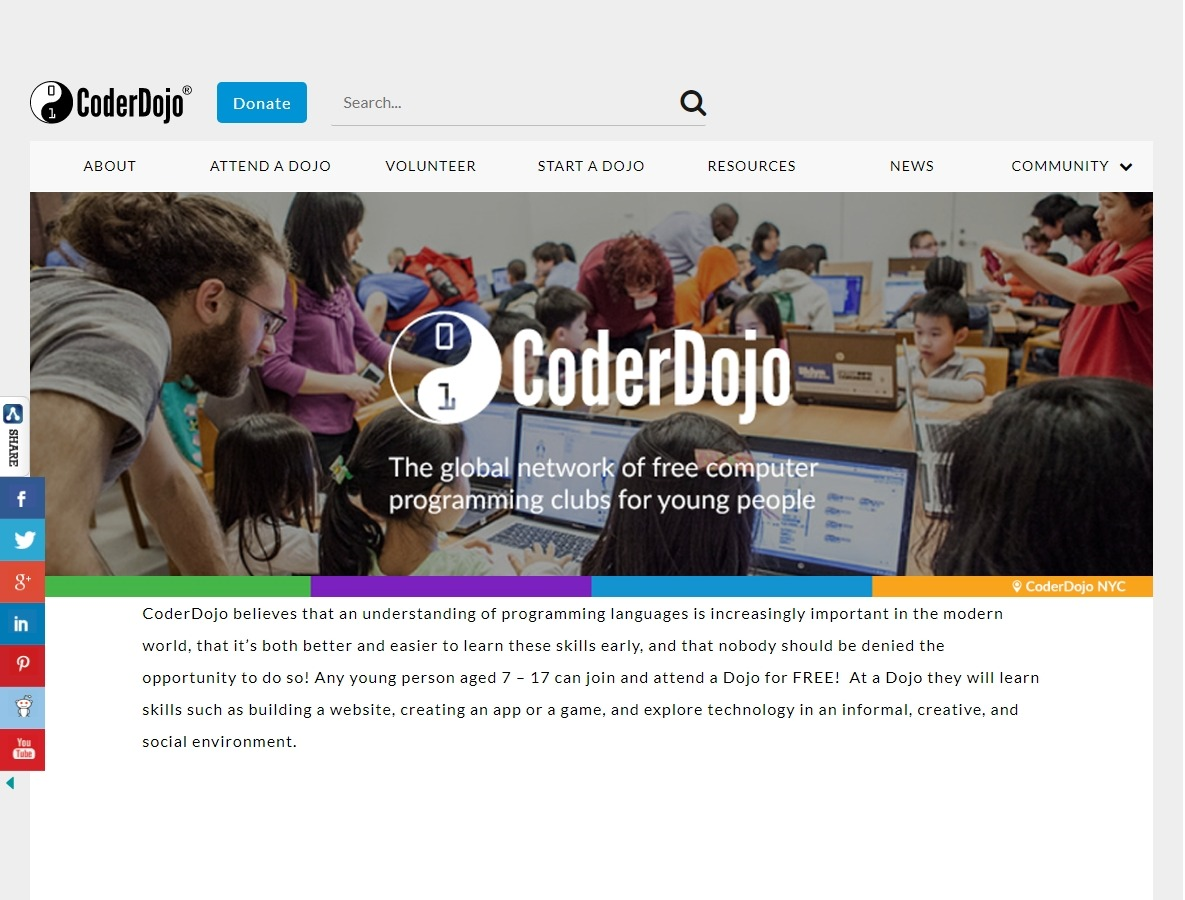 CoderDojo®
Donate
Search...
ABOUT
ATTEND A DOJO
VOLUNTEER
START A DOJO
RESOURCES
NEWS
COMMUNITY
0
1
CoderDojo
The global network of free computer
programming clubs for young people
SHARE
CoderDojo NYC
CoderDojo believes that an understanding of programming languages is increasingly important in the modern
world, that it’s both better and easier to learn these skills early, and that nobody should be denied the
opportunity to do so! Any young person aged 7 – 17 can join and attend a Dojo for FREE!  At a Dojo they will learn
skills such as building a website, creating an app or a game, and explore technology in an informal, creative, and
social environment.
You
Tube